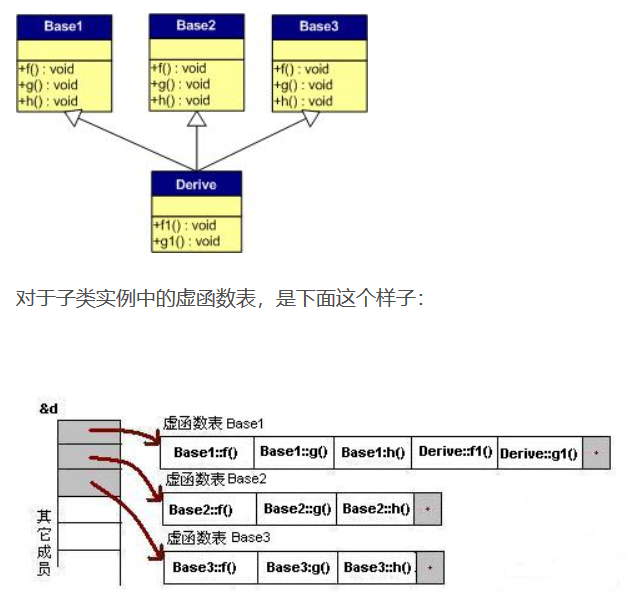 Base1 Base2 Base3
+f() : void +f() : void +f() : void
+g() : void +g() : void +g() : void
+h() : void +h() : void +h() : void
Derive
+f1() : void
+g1() : void
对于子类实例中的虚函数表，是下面这个样子：
&d
虚函数表 Base1
Base1::f() Base1::g() Base1:h() Derive::f1() Derive::g1()
虚函数表 Base2
Base2::f() Base2::g() Base2::h()
其它成员
虚函数表 Base3
Base3::f() Base3:g() Base3::h()